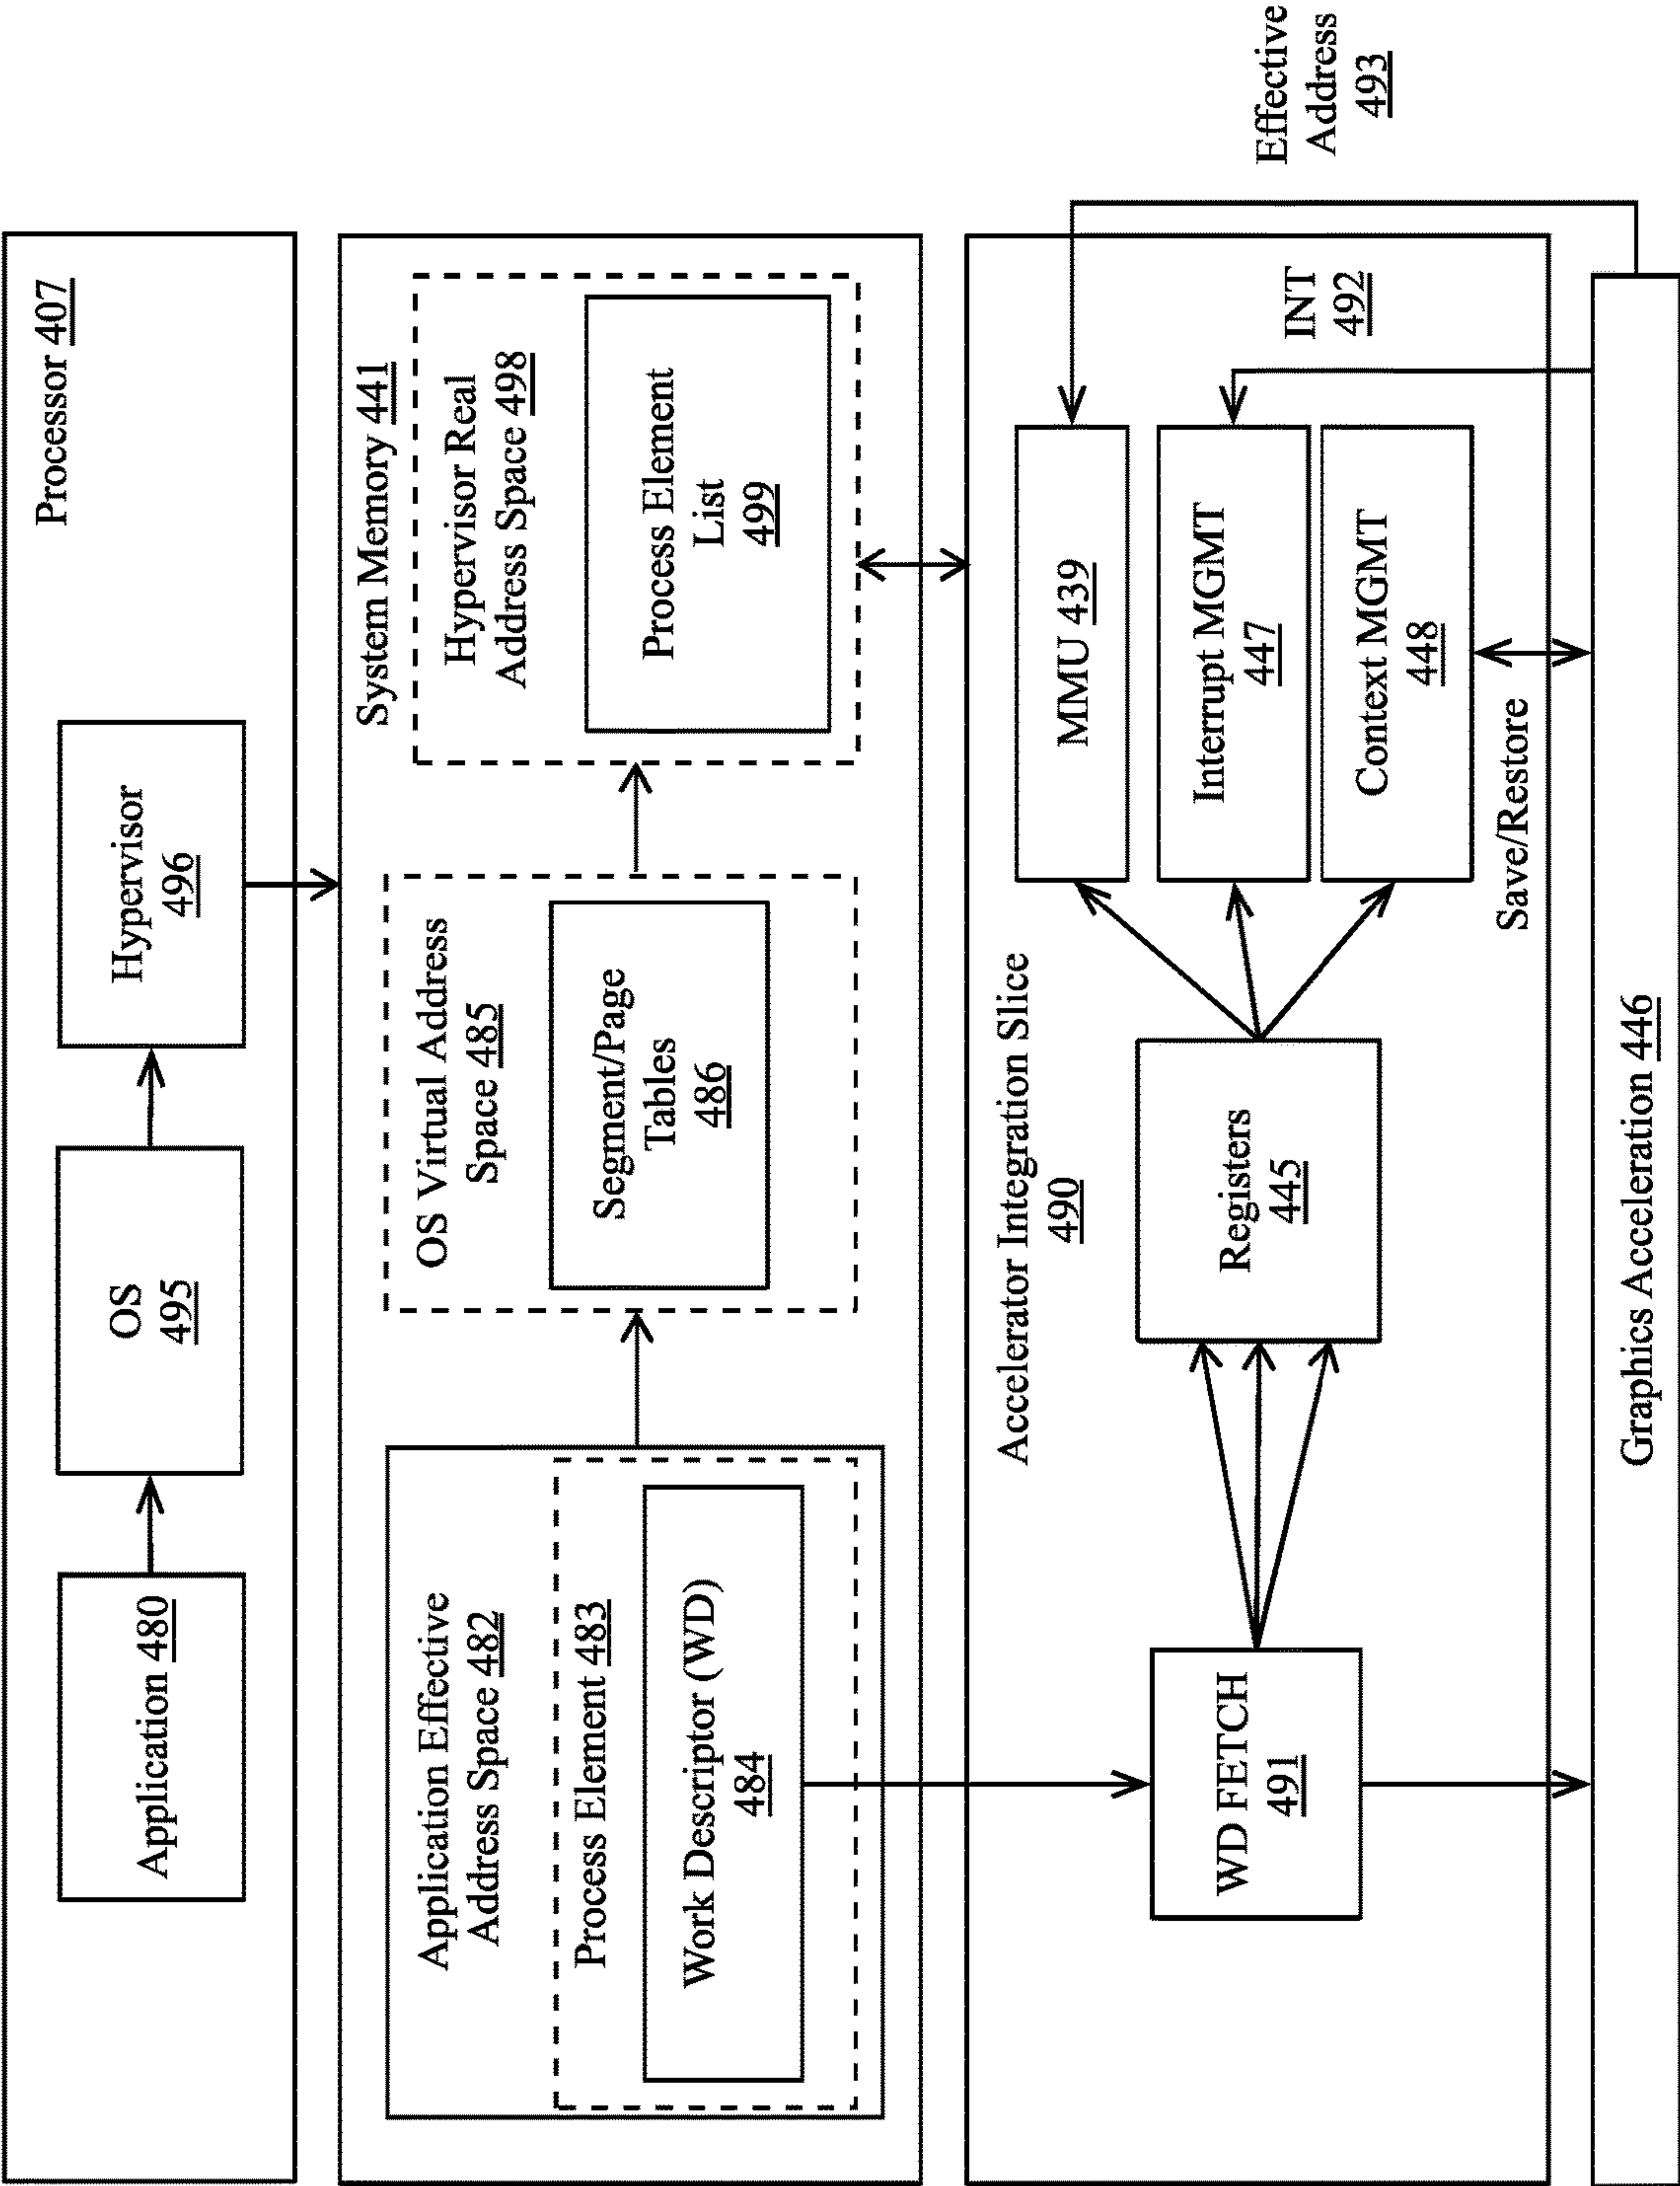 Processor 407
Application 480
OS
495
Hypervisor
496
System Memory 441
Application Effective
Address Space 482
Process Element 483
Work Descriptor (WD)
484
OS Virtual Address
Space 485
Segment/Page
Tables
486
Hypervisor Real
Address Space 498
Process Element
List
499
Accelerator Integration Slice
490
WD FETCH
491
Registers
445
MMU 439
Interrupt MGMT
447
Context MGMT
448
INT
492
Effective
Address
493
Save/Restore
Graphics Acceleration 446